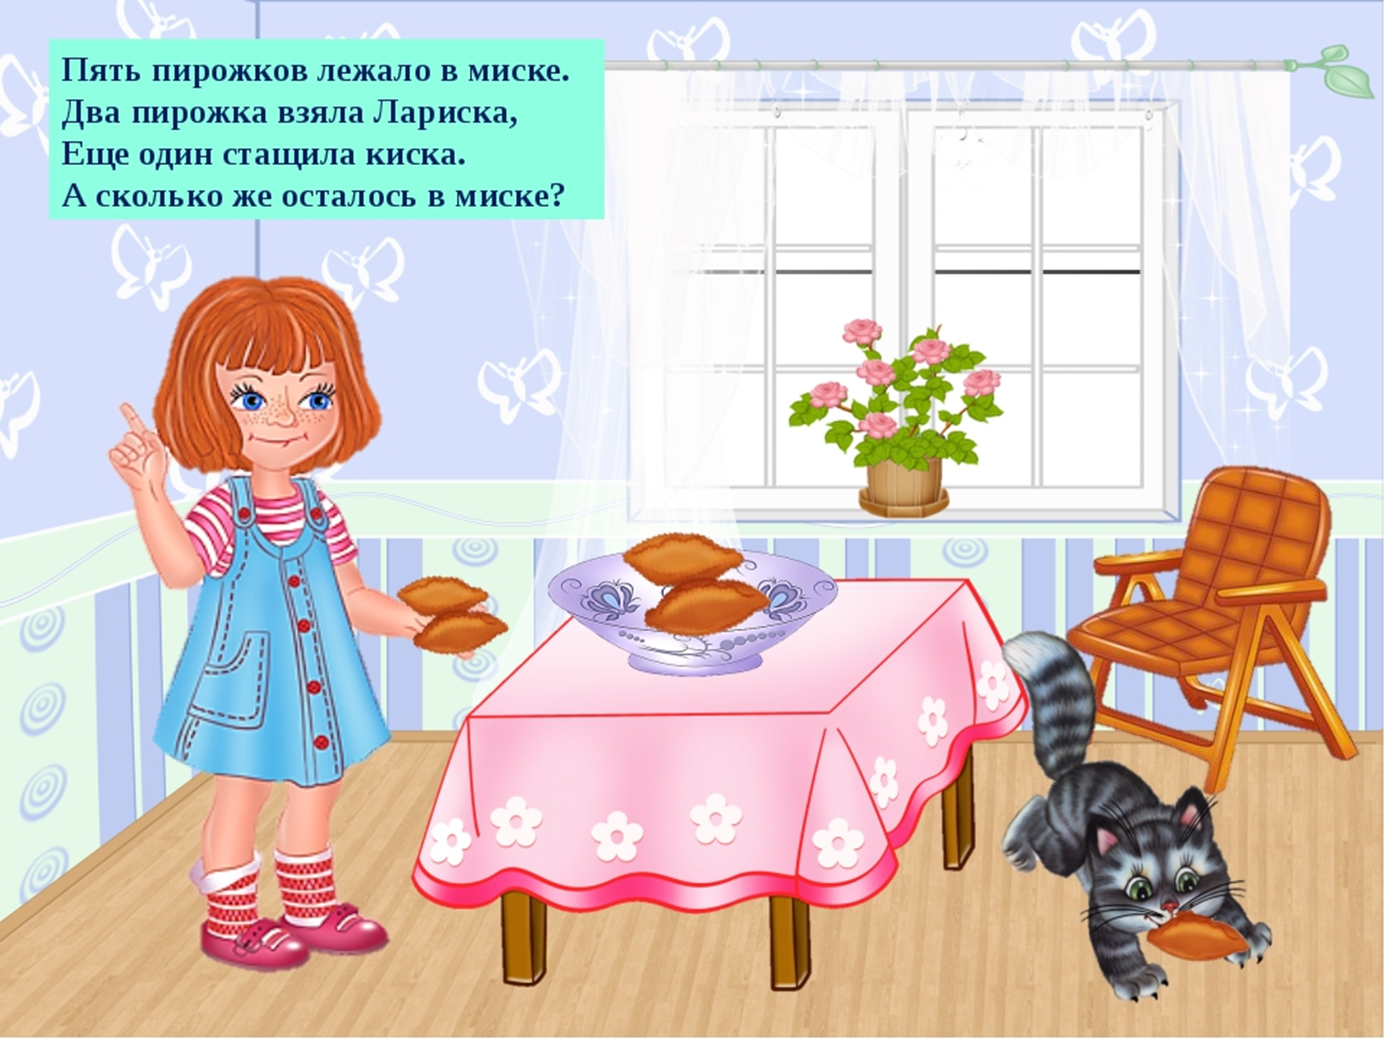 Пять пирожков лежало в миске.
Два пирожка взяла Лариска,
Еще один стащила киска.
А сколько же осталось в миске?